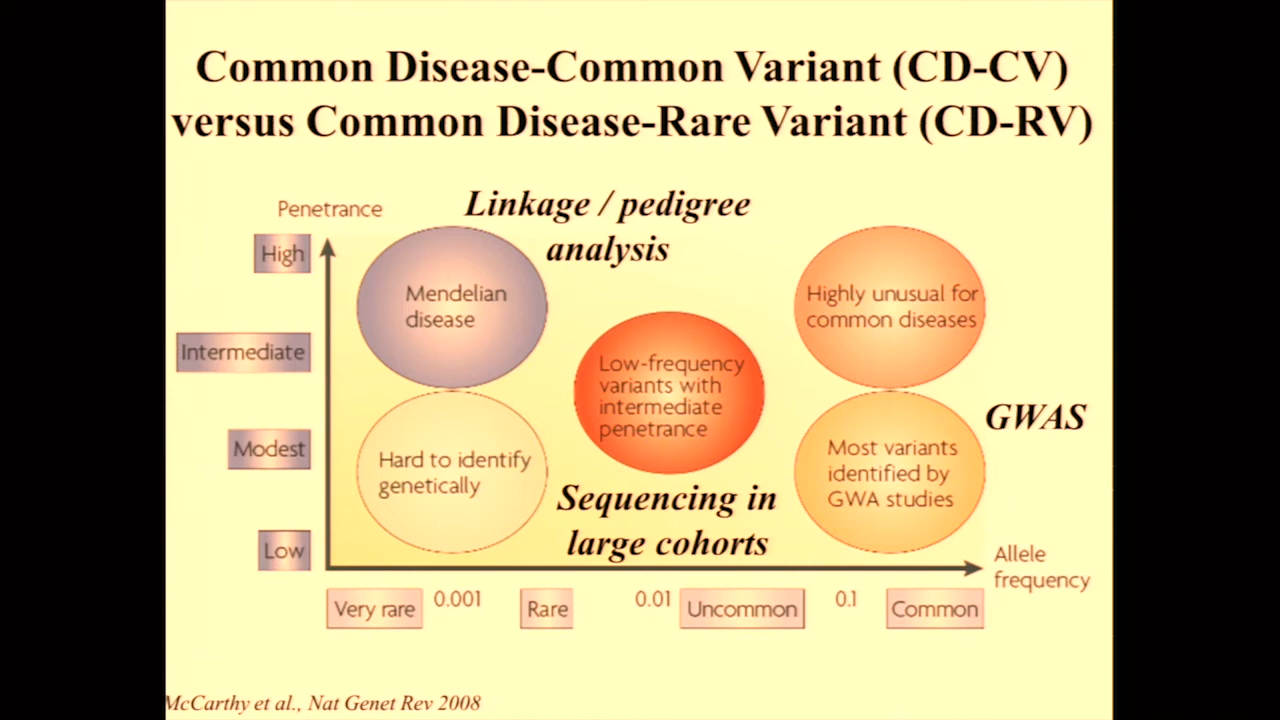 Common Disease-Common Variant (CD-CV)
versus Common Disease-Rare Variant (CD-RV)
Penetrance
Linkage / pedigree
analysis
High
Intermediate
Modest
Low
Mendelian
disease
Highly unusual for
common diseases
Low-frequency
variants with
intermediate
penetrance
GWAS
Hard to identify
genetically
Most variants
identified by
GWA studies
Sequencing in
large cohorts
Allele
frequency
Very rare
0.001
Rare
0.01
Uncommon
0.1
Common
McCarthy et al., Nat Genet Rev 2008